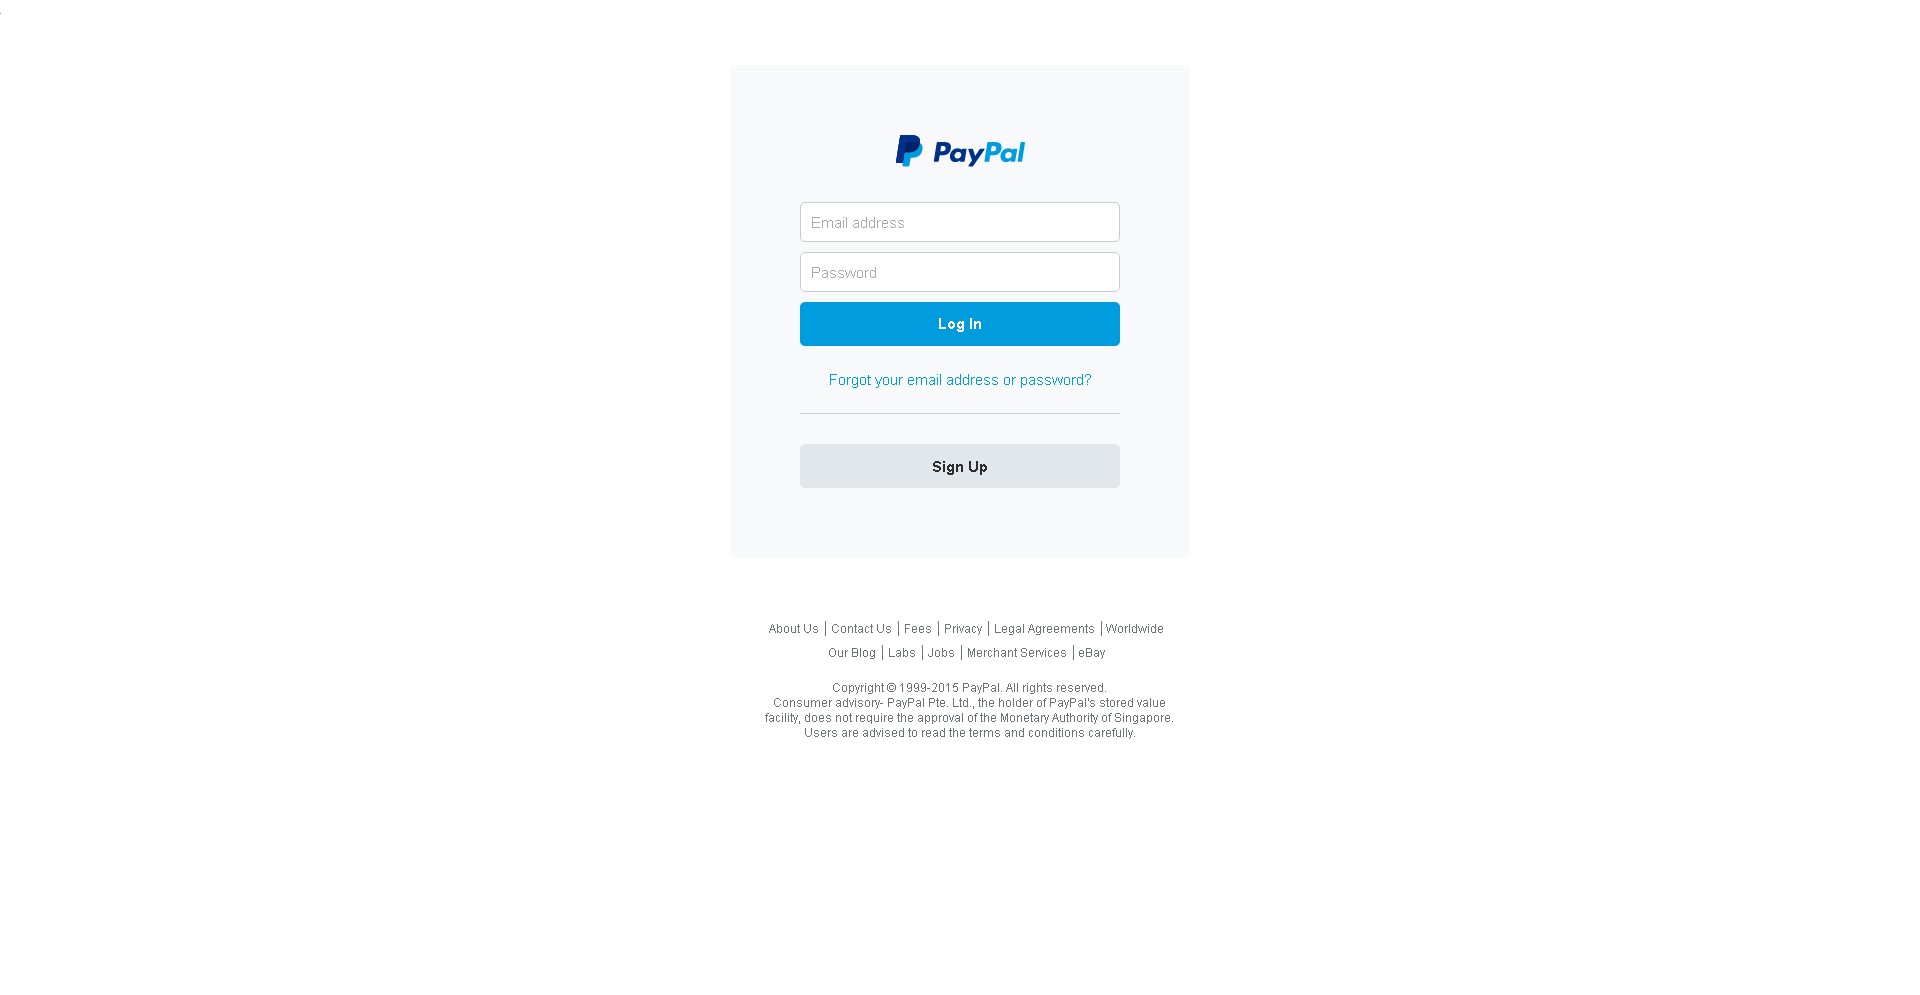 PayPal
Email address
Password
Log In
Forgot your email address or password?
Sign Up
About Us | Contact Us | Fees | Privacy | Legal Agreements | Worldwide
Our Blog | Labs | Jobs | Merchant Services | eBay
Copyright © 1999-2015 PayPal. All rights reserved.
Consumer advisory- PayPal Pte. Ltd., the holder of PayPal's stored value
facility, does not require the approval of the Monetary Authority of Singapore.
Users are advised to read the terms and conditions carefully.